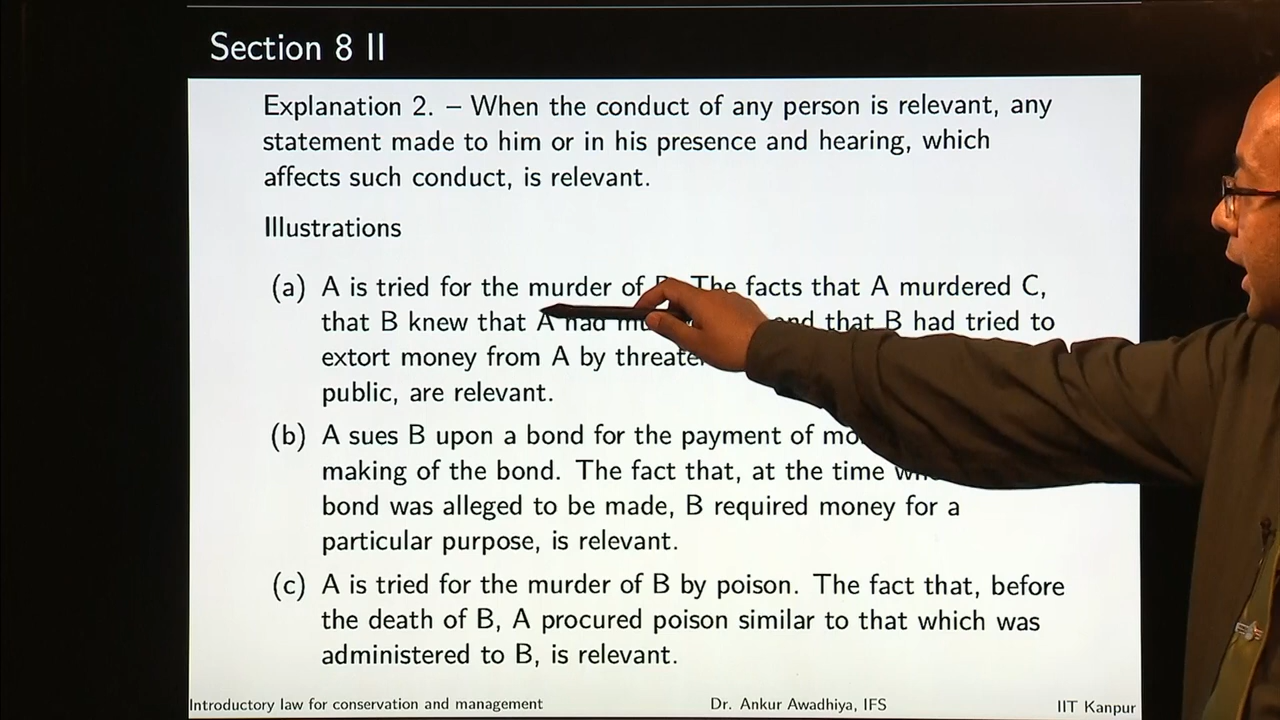 Section 8 II
Explanation 2. – When the conduct of any person is relevant, any
statement made to him or in his presence and hearing, which
affects such conduct, is relevant.
Illustrations
(a) A is tried for the murder of The facts that A murdered C,
that B knew that A had and that B had tried to
extort money from A by
public, are relevant.
(b) A sues B upon a bond for the payment of
making of the bond. The fact that, at the time
bond was alleged to be made, B required money for a
particular purpose, is relevant.
(c) A is tried for the murder of B by poison. The fact that, before
the death of B, A procured poison similar to that which was
administered to B, is relevant.
Introductory law for conservation and management Dr. Ankur Awadhiya, IFS IIT Kanpur